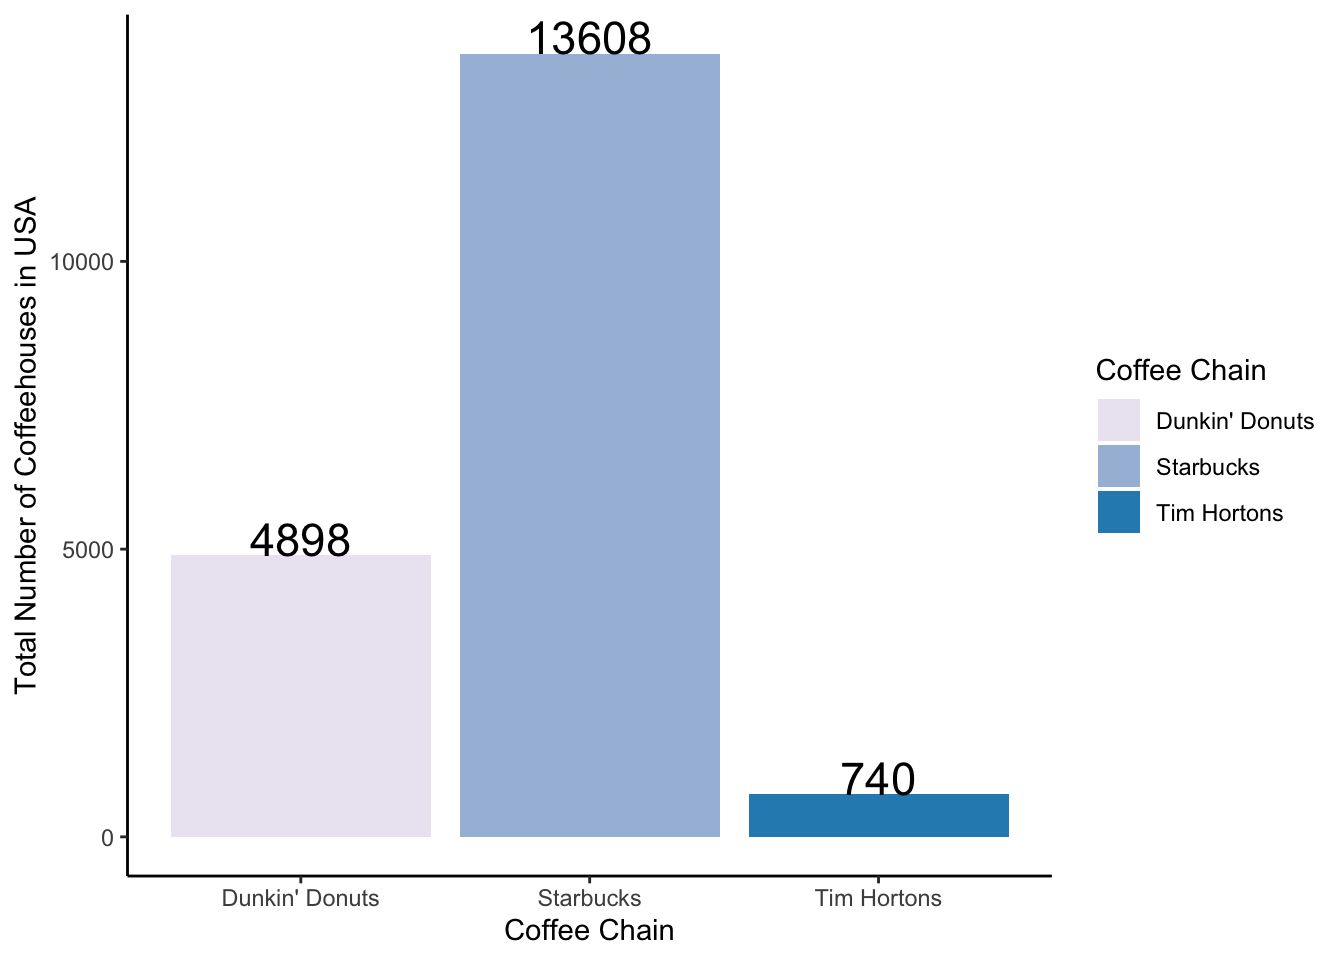 13608
4898
740
Total Number of Coffeehouses in USA
10000
5000
0
Dunkin' Donuts
Starbucks
Tim Hortons
Coffee Chain
Coffee Chain
Dunkin' Donuts
Starbucks
Tim Hortons